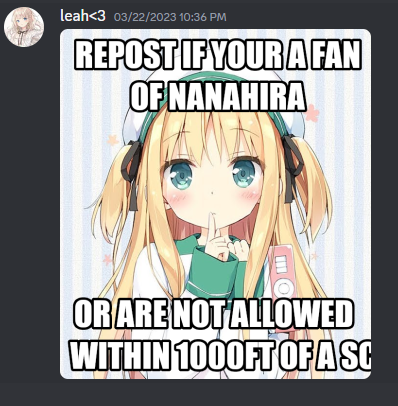 leah<3 03/22/2023 10:36 PM
REPOST IF YOUR A FAN
OF NANAHIRA
OR ARE NOT ALLOWED
WITHIN 1000FT OF A SC